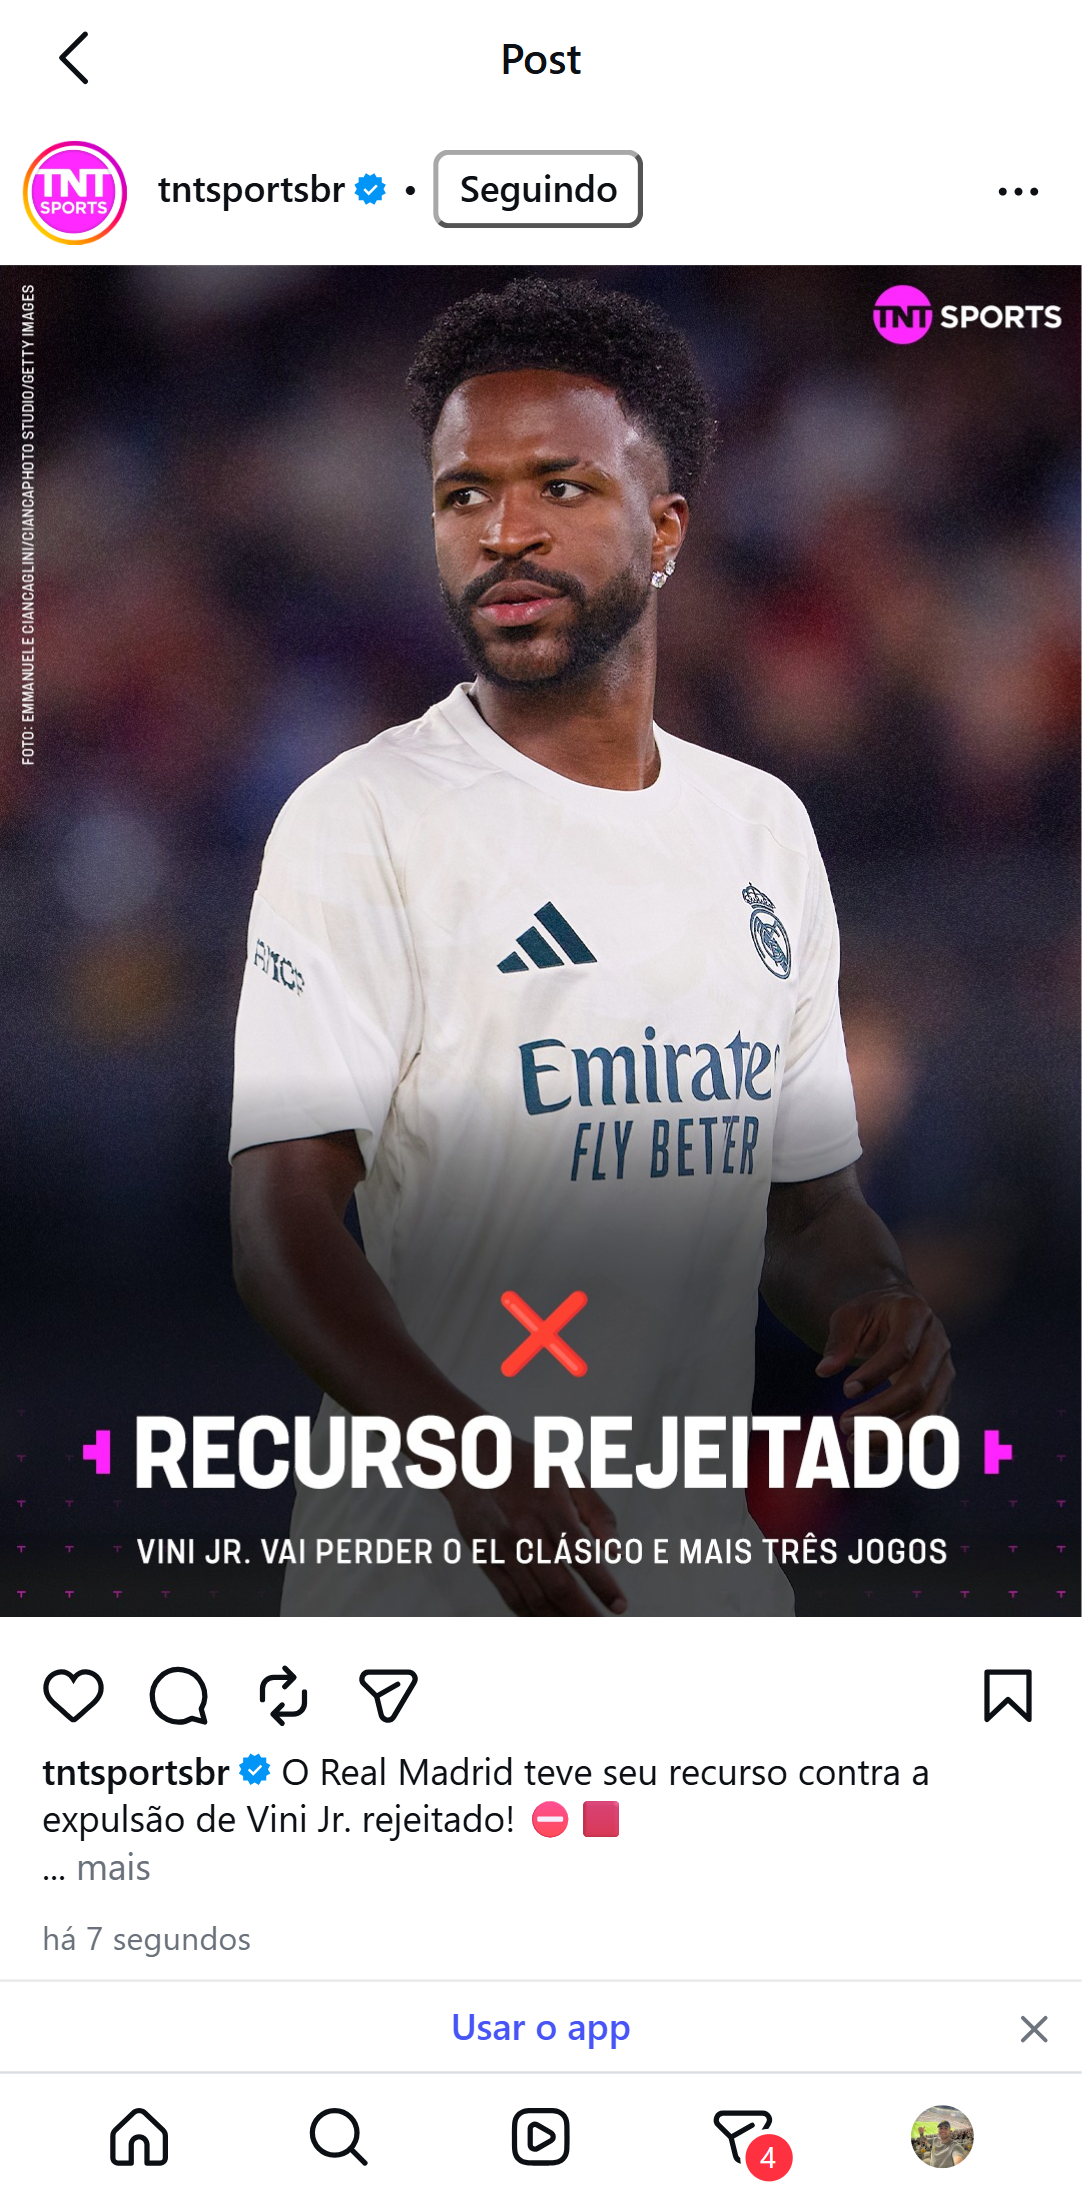 Post
TNT
SPORTS
tntsportsbr • Seguindo
FOTO: EMMANUELE CIANCAGLINI/CIANCAPHOTO STUDIO/GETTY IMAGES
TNT SPORTS
Emirates
FLY BETTER
RECURSO REJEITADO
VINI JR. VAI PERDER O EL CLÁSICO E MAIS TRÊS JOGOS
tntsportsbr O Real Madrid teve seu recurso contra a
expulsão de Vini Jr. rejeitado!
... mais
há 7 segundos
Usar o app
4